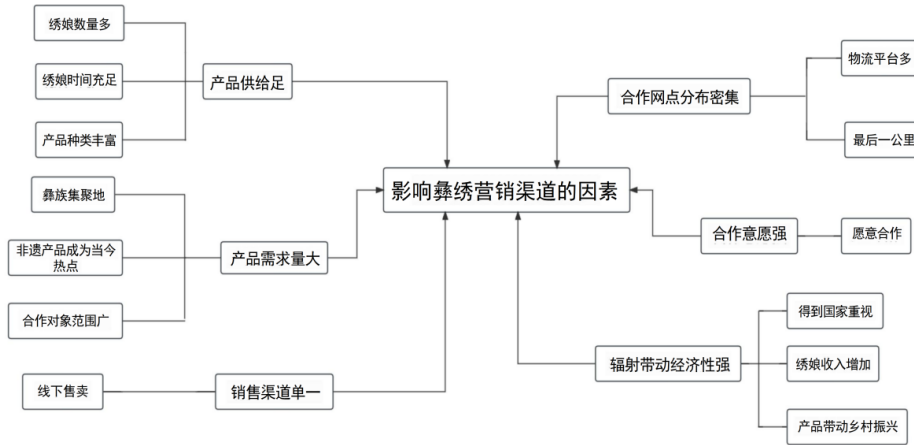 绣娘数量多
绣娘时间充足
产品供给足
产品种类丰富
彝族集聚地
非遗产品成为当今
热点
产品需求量大
合作对象范围广
线下售卖
销售渠道单一
影响彝绣营销渠道的因素
物流平台多
合作网点分布密集
最后一公里
合作意愿强
愿意合作
得到国家重视
辐射带动经济性强
绣娘收入增加
产品带动乡村振兴